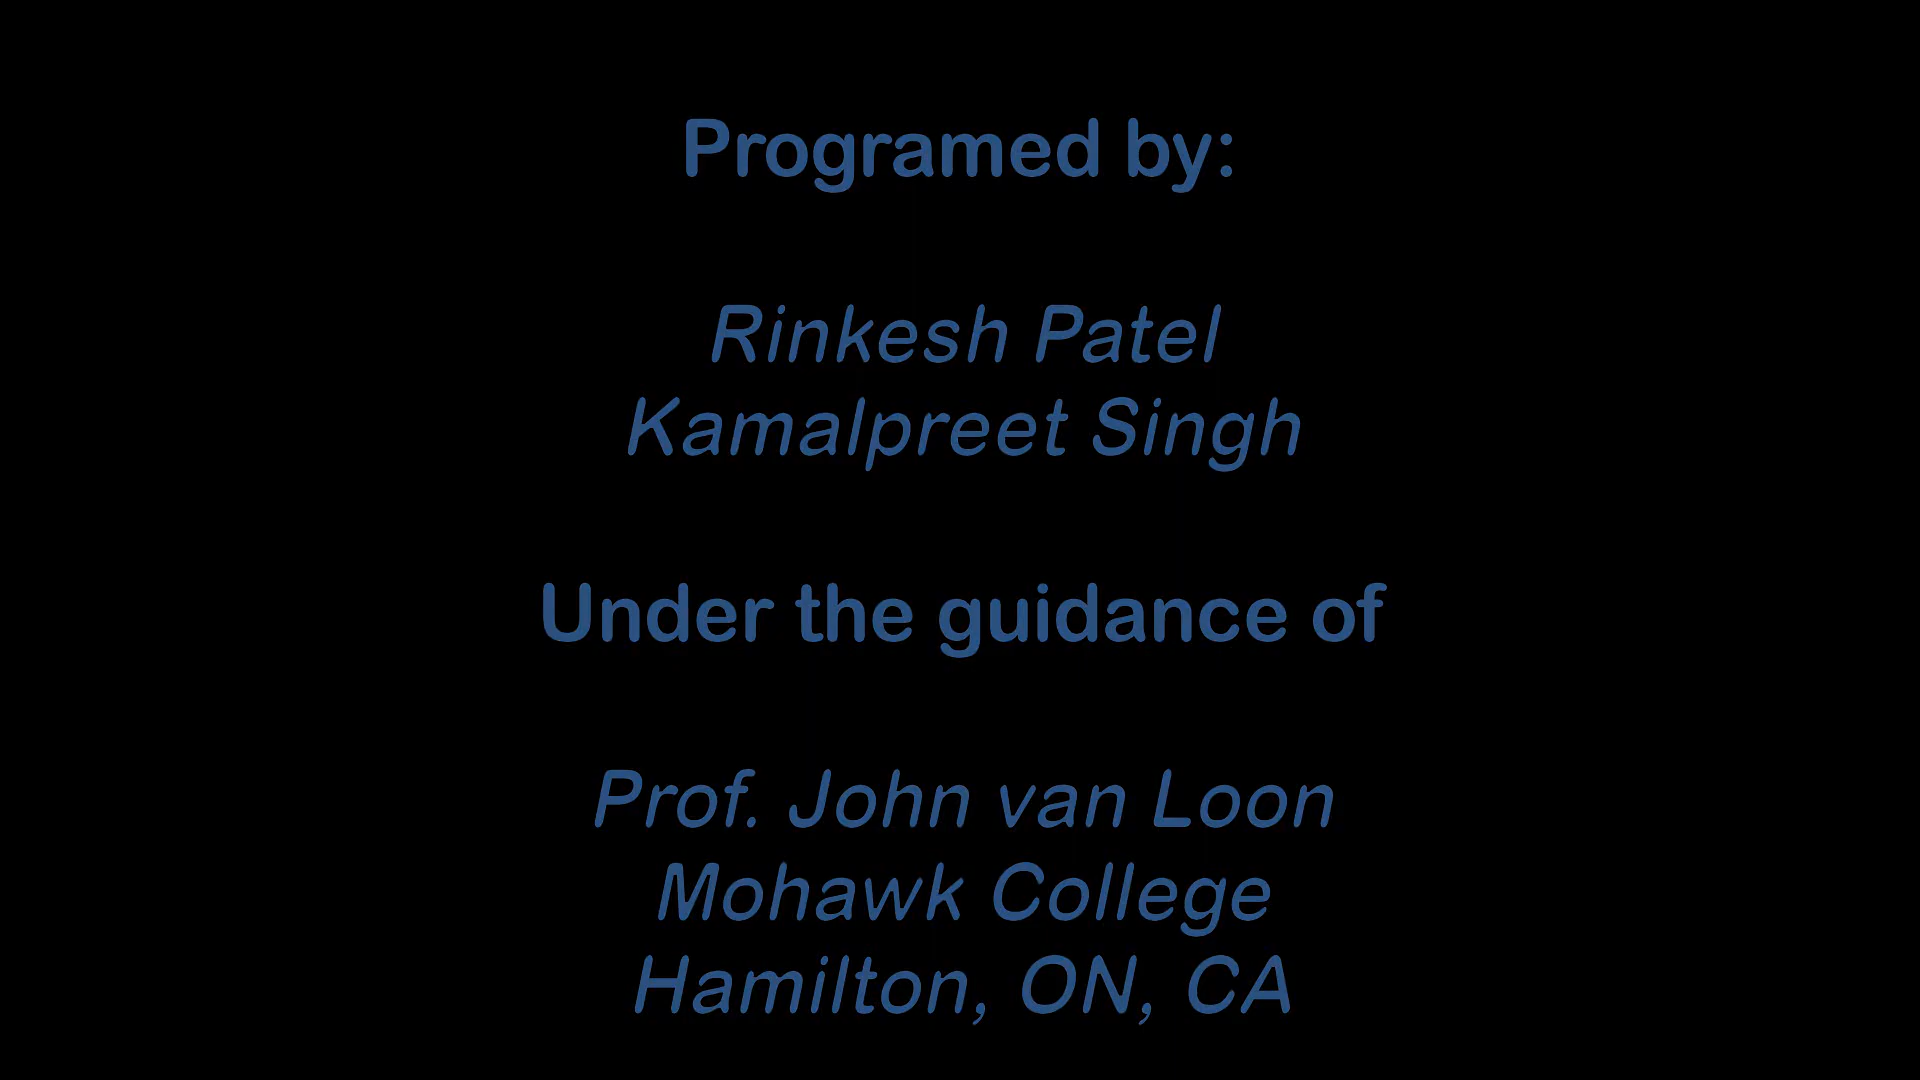 Programed by:
Rinkesh Patel
Kamalpreet Singh
Under the guidance of
Prof. John van Loon
Mohawk College
Hamilton, ON, CA